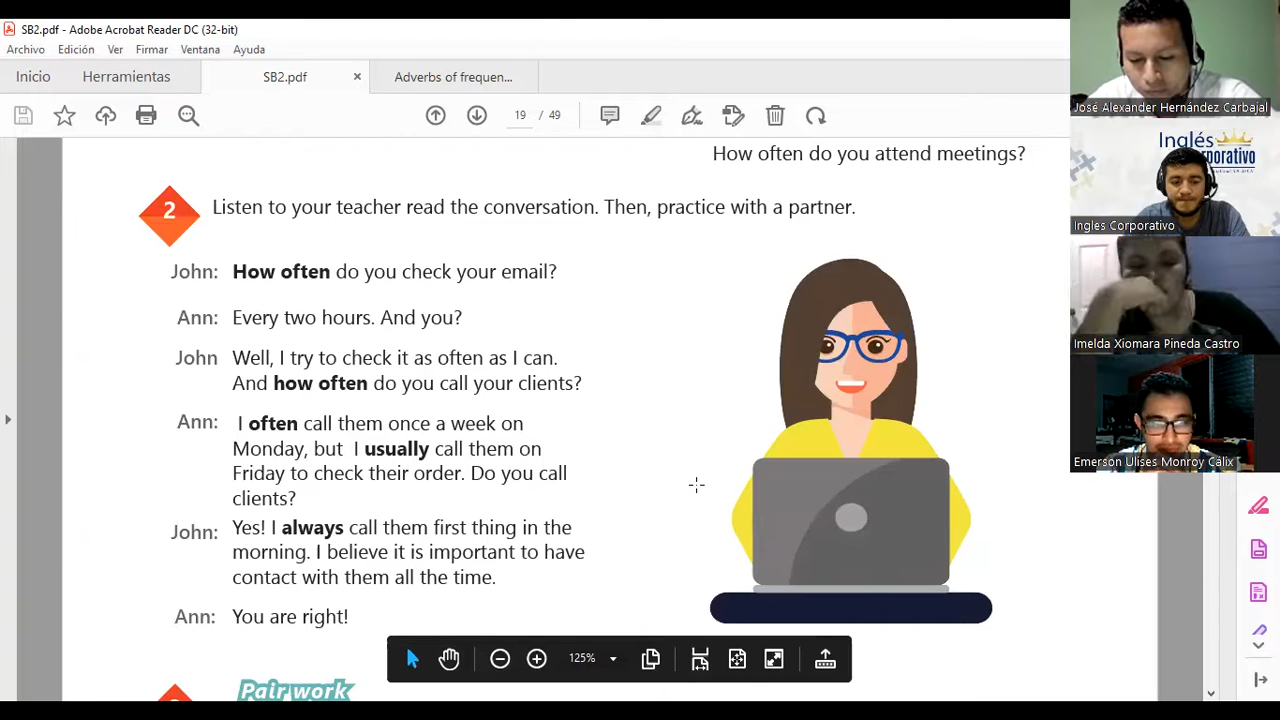 SB2.pdf - Adobe Acrobat Reader DC (32-bit)
Archivo Edición Ver Firmar Ventana Ayuda
Inicio Herramientas SB2.pdf × Adverbs of frequen...
19 / 49
How often do you attend meetings?
2 Listen to your teacher read the conversation. Then, practice with a partner.
John: How often do you check your email?
Ann: Every two hours. And you?
John Well, I try to check it as often as I can.
And how often do you call your clients?
Ann: I often call them once a week on
Monday, but I usually call them on
Friday to check their order. Do you call
clients?
John: Yes! I always call them first thing in the
morning. I believe it is important to have
contact with them all the time.
Ann: You are right!
125%
Pair work
José Alexander Hernández Carbajal
Inglés
Ingles Corporativo
Imelda Xiomara Pineda Castro
Emerson Ulises Monroy Cálix